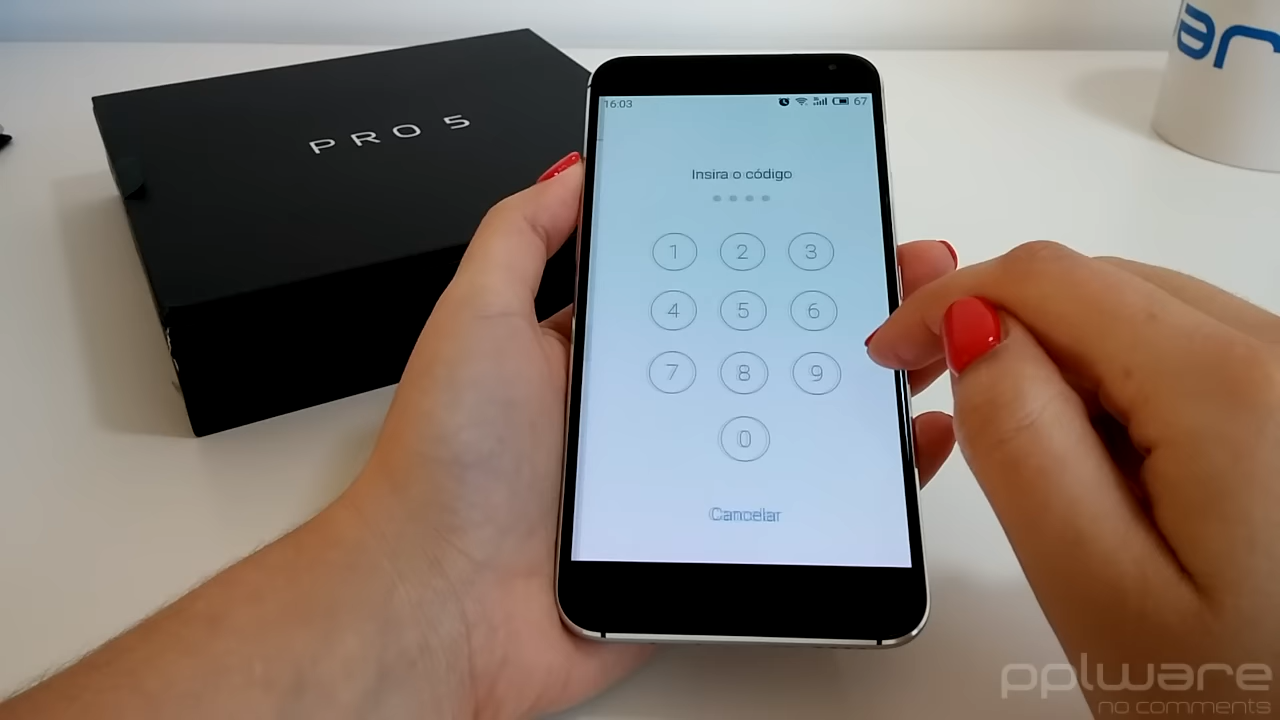 PRO 5
16:03
67
Insira o código
1 2 3
4 5 6
7 8 9
0
Cancelar
pplware
no comments